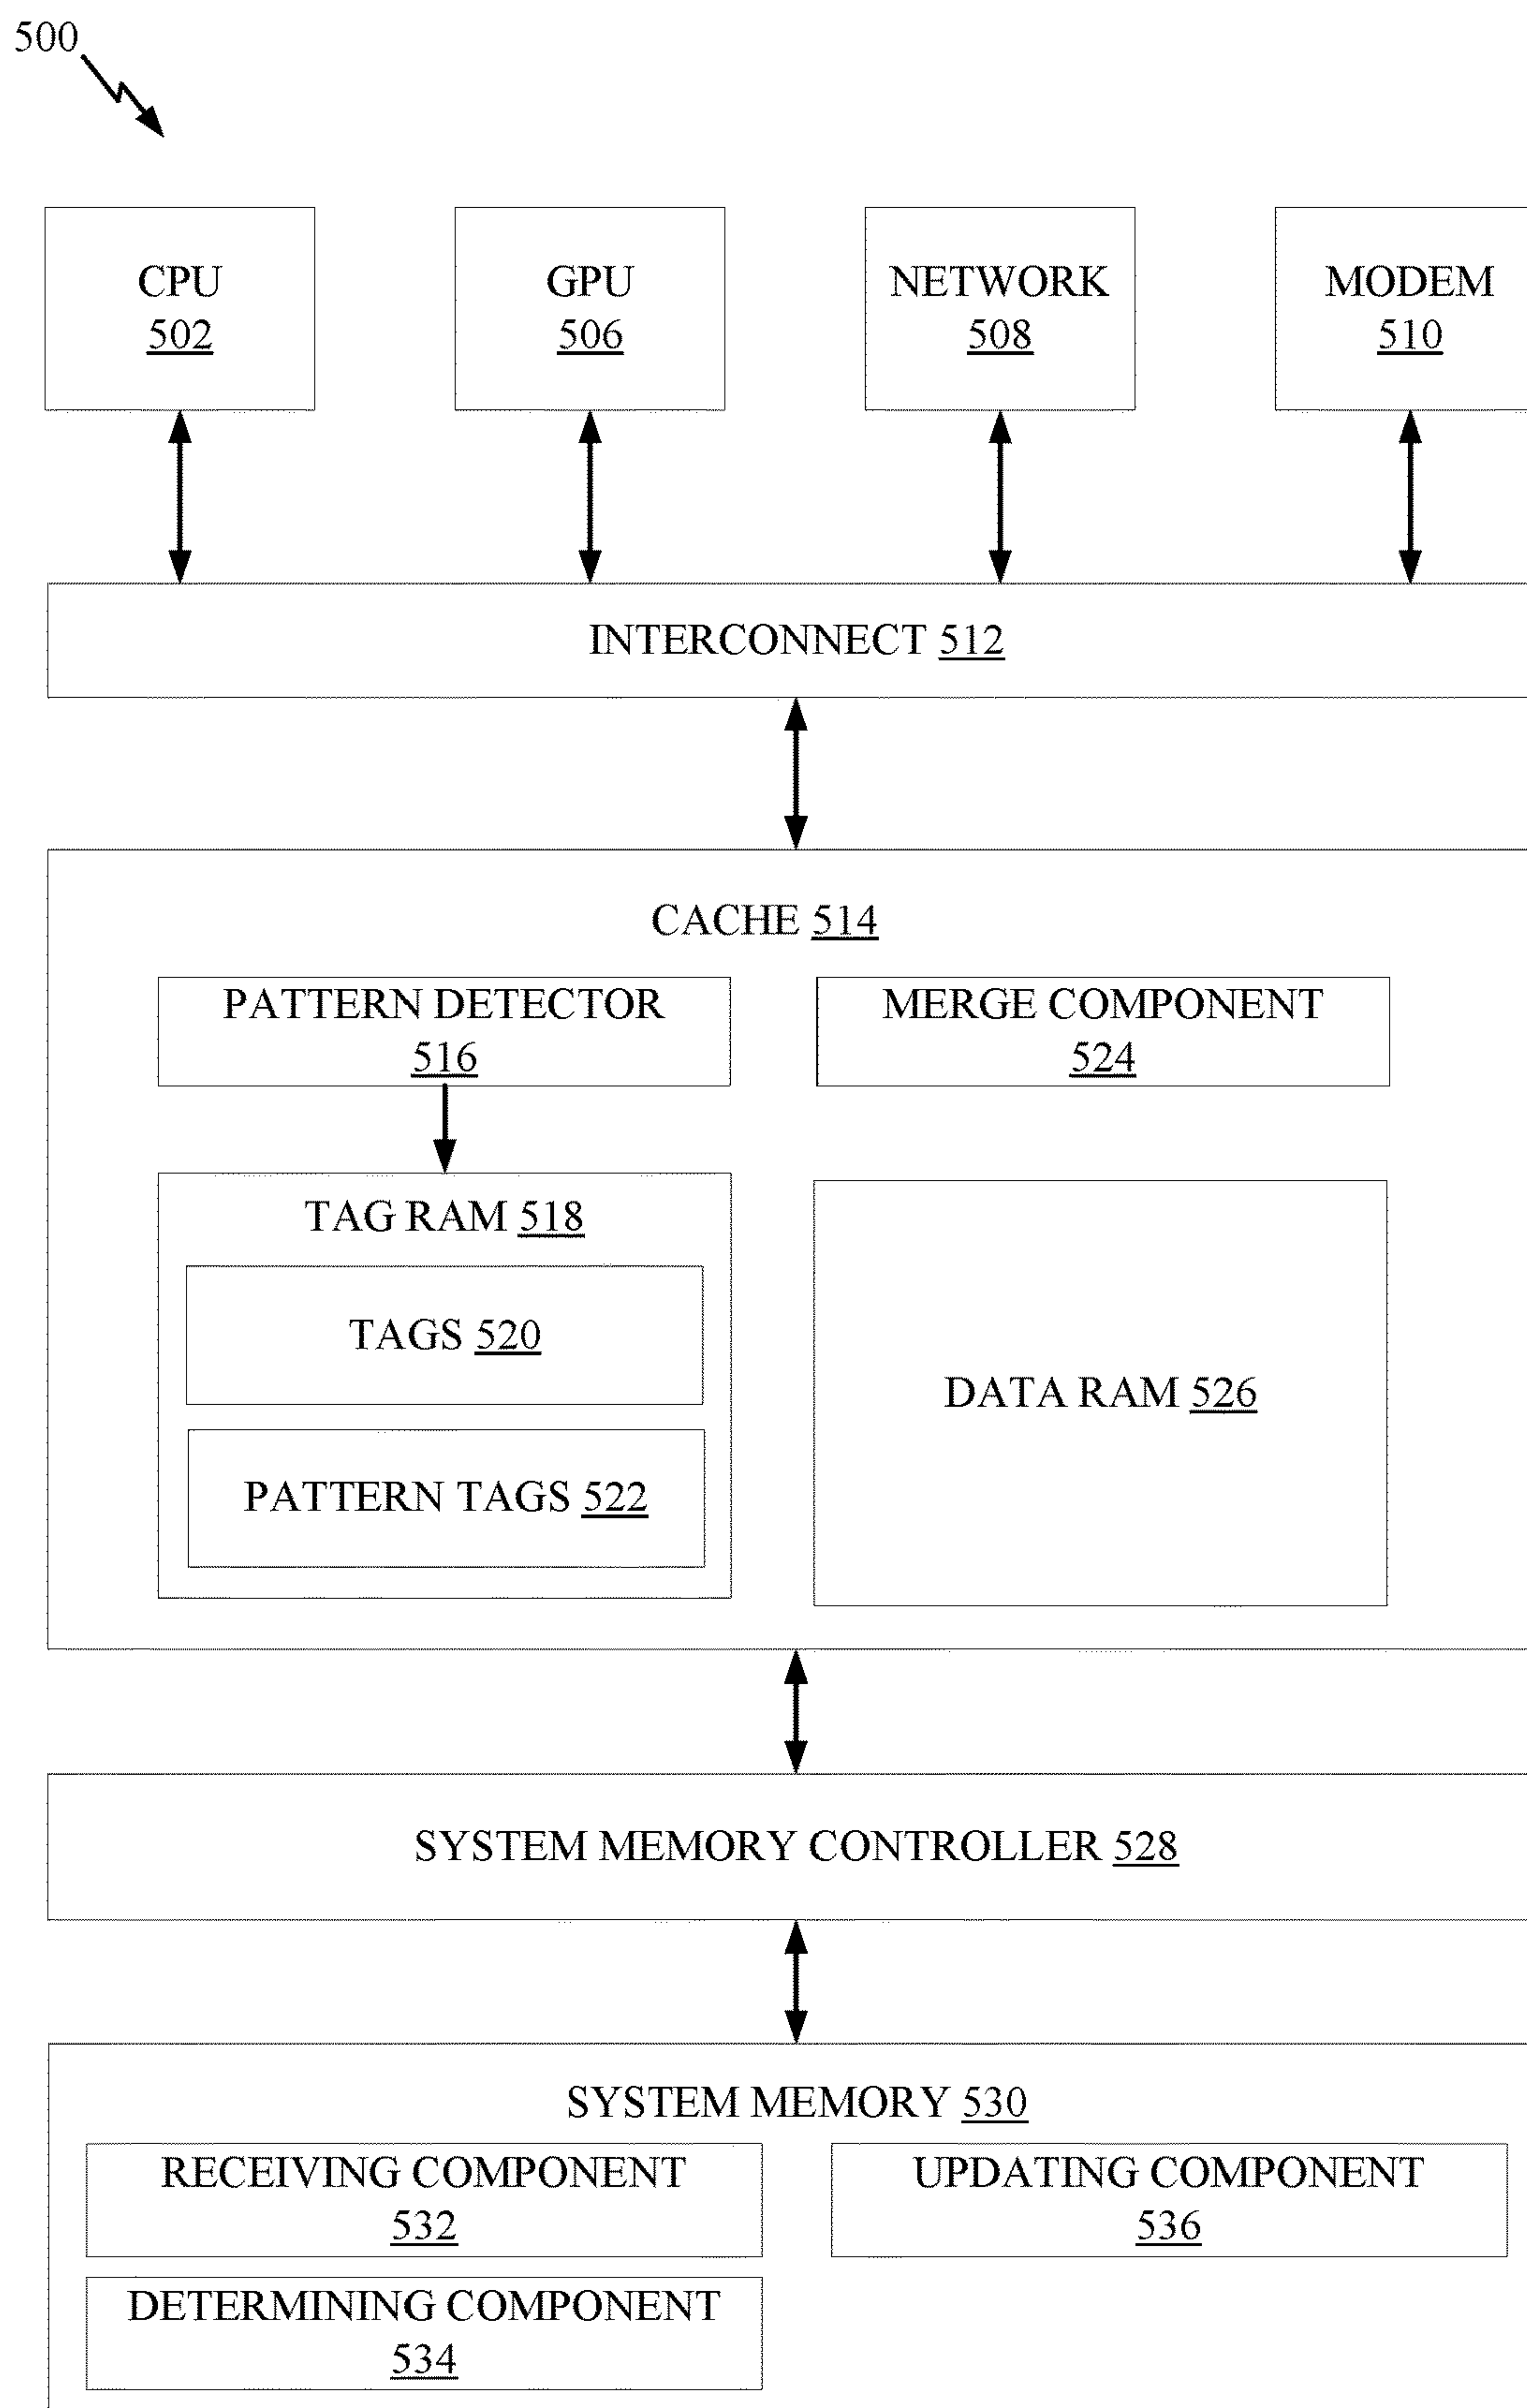 500
CPU
502
GPU
506
NETWORK
508
MODEM
510
INTERCONNECT 512
CACHE 514
PATTERN DETECTOR
516
MERGE COMPONENT
524
TAG RAM 518
TAGS 520
PATTERN TAGS 522
DATA RAM 526
SYSTEM MEMORY CONTROLLER 528
SYSTEM MEMORY 530
RECEIVING COMPONENT
532
UPDATING COMPONENT
536
DETERMINING COMPONENT
534